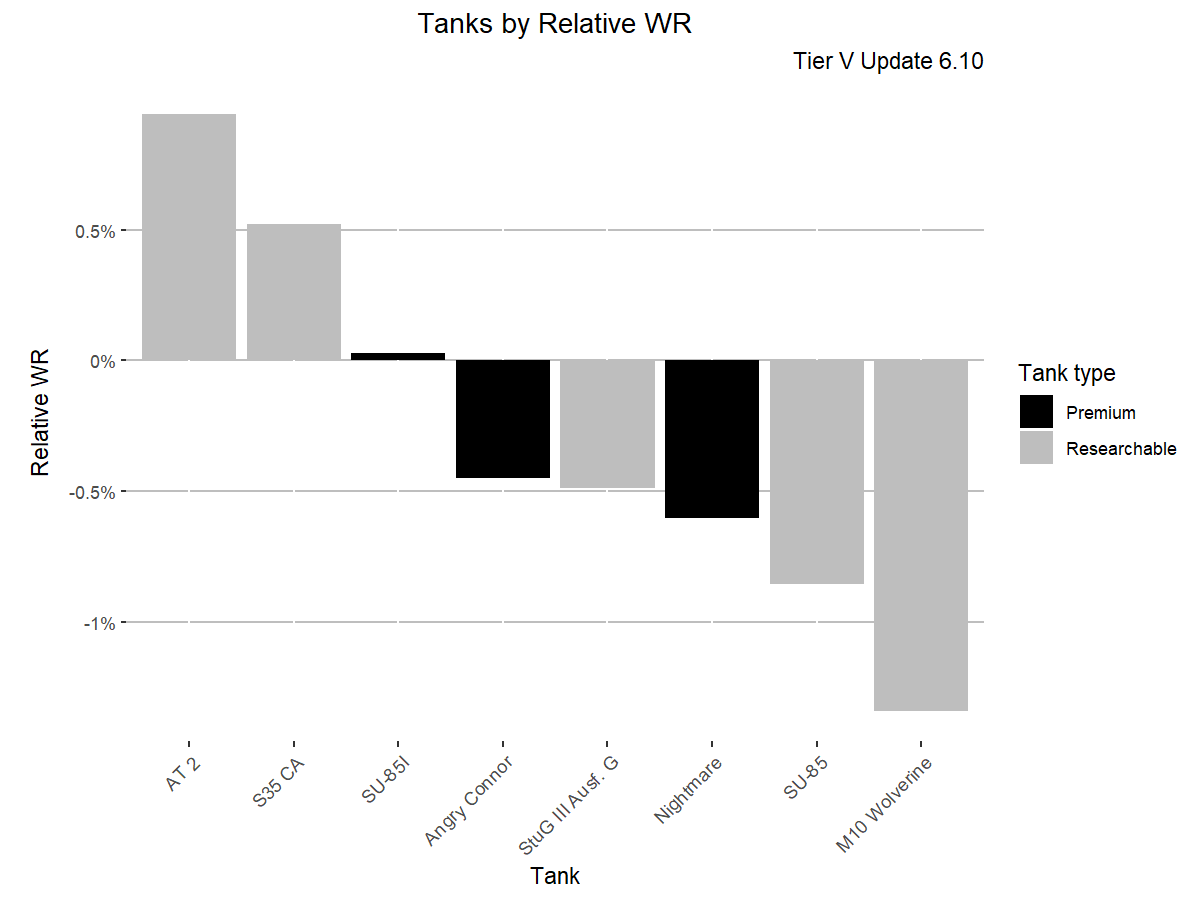 Tanks by Relative WR
Tier V Update 6.10
Relative WR
0.5%
0%
-0.5%
-1%
AT 2
S35 CA
SU-85I
Angry Connor
StuG III Ausf. G
Nightmare
SU-85
M10 Wolverine
Tank
Tank type
Premium
Researchable